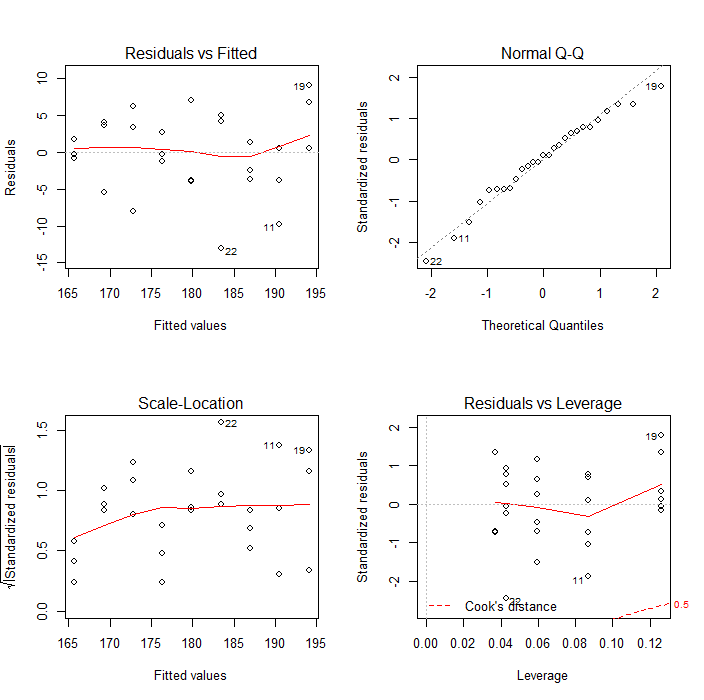 Residuals vs Fitted
Residuals
10
5
0
-5
-10
-15
19
11
22
165 170 175 180 185 190 195
Fitted values
Normal Q-Q
Standardized residuals
2
1
0
-1
-2
19
11
22
-2 -1 0 1 2
Theoretical Quantiles
Scale-Location
√|Standardized residuals|
1.5
1.0
0.5
0.0
22
11
19
165 170 175 180 185 190 195
Fitted values
Residuals vs Leverage
Standardized residuals
2
1
0
-1
-2
19
11
22
Cook's distance
0.5
0.00 0.02 0.04 0.06 0.08 0.10 0.12
Leverage